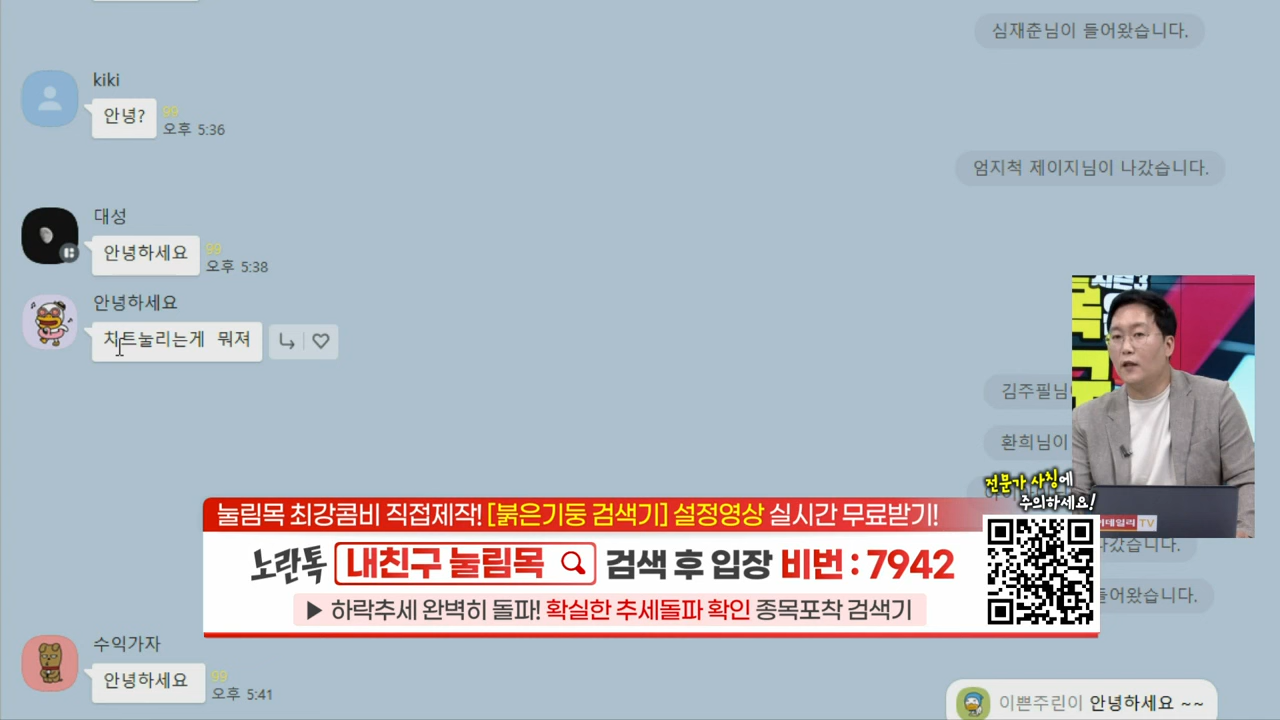 심재준님이 들어왔습니다.
kiki
안녕?
99
오후 5:36
엄지척 제이지님이 나갔습니다.
대성
안녕하세요
99
오후 5:38
안녕하세요
차트눌리는게 뭐져
김주필님
환희님이
전문가 사칭에
주의하세요!
이데일리TV
나갔습니다.
눌림목 최강콤비 직접제작! [붉은기둥 검색기] 설정영상 실시간 무료받기!
노란톡 내친구 눌림목 검색 후 입장 비번 : 7942
▶ 하락추세 완벽히 돌파! 확실한 추세돌파 확인 종목포착 검색기
들어왔습니다.
수익가자
안녕하세요
99
오후 5:41
이쁜주린이 안녕하세요 ~~